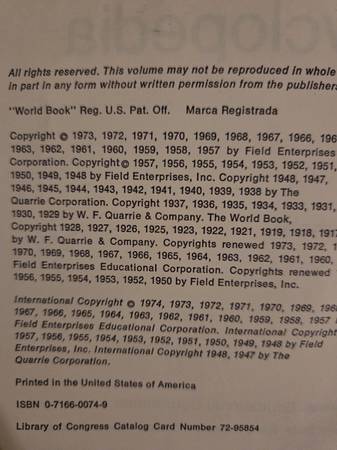 All rights reserved. This volume may not be reproduced in whole
in part in any form without written permission from the publishers
"World Book" Reg. U.S. Pat. Off. Marca Registrada
Copyright © 1973, 1972, 1971, 1970, 1969, 1968, 1967, 1966,
1963, 1962, 1961, 1960, 1959, 1958, 1957 by Field Enterprises
Corporation. Copyright © 1957, 1956, 1955, 1954, 1953, 1952, 1951,
1950, 1949, 1948 by Field Enterprises, Inc. Copyright 1948, 1947,
1946, 1945, 1944, 1943, 1942, 1941, 1940, 1939, 1938 by The
Quarrie Corporation. Copyright 1937, 1936, 1935, 1934, 1933, 1931,
1930, 1929 by W. F. Quarrie & Company. The World Book,
Copyright 1928, 1927, 1926, 1925, 1923, 1922, 1921, 1919, 1918,
by W. F. Quarrie & Company. Copyrights renewed 1973, 1972,
1970, 1969, 1968, 1967, 1966, 1965, 1964, 1963, 1962, 1961, 1960,
Field Enterprises Educational Corporation. Copyrights renewed
1956, 1955, 1954, 1953, 1952, 1950 by Field Enterprises, Inc.
International Copyright © 1974, 1973, 1972, 1971, 1970, 1969,
1967, 1966, 1965, 1964, 1963, 1962, 1961, 1960, 1959, 1958, 1957
Field Enterprises Educational Corporation. International Copyright
1957, 1956, 1955, 1954, 1953, 1952, 1951, 1950, 1949, 1948 by Field
Enterprises, Inc. International Copyright 1948, 1947 by The
Quarrie Corporation.
Printed in the United States of America
ISBN 0-7166-0074-9
Library of Congress Catalog Card Number 72-95854